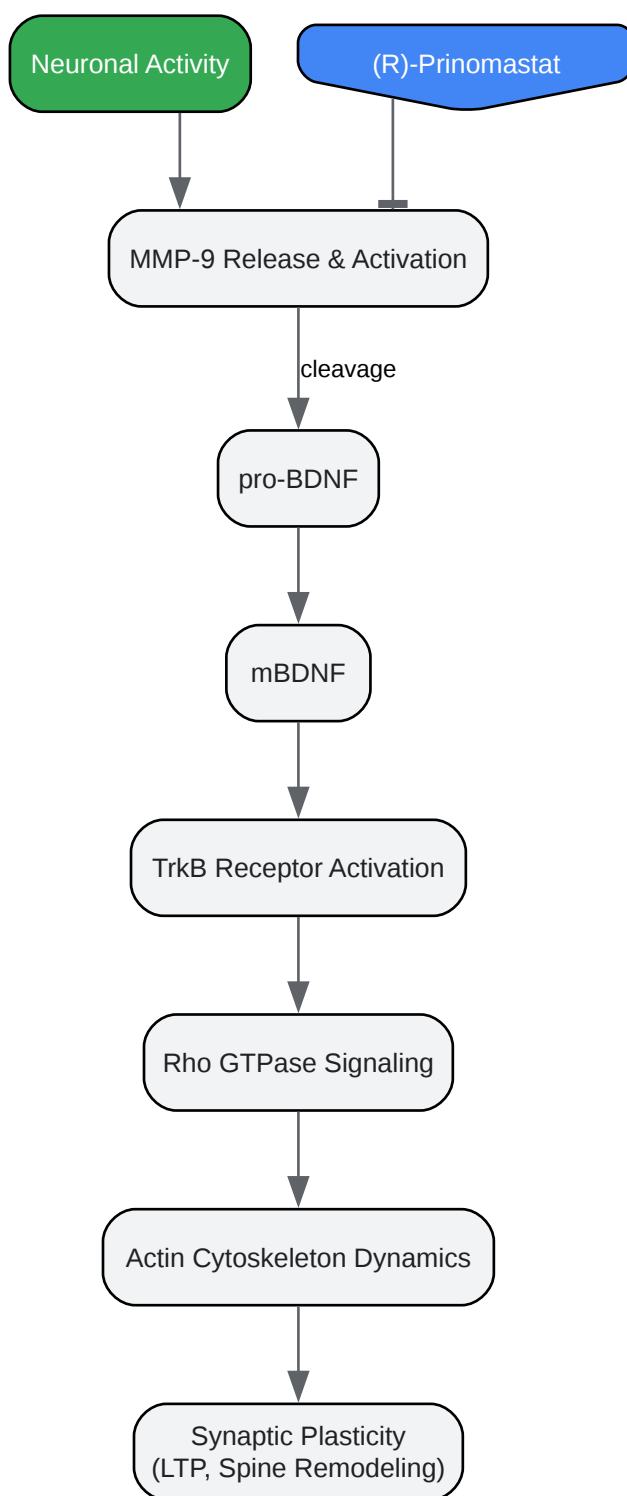 Neuronal Activity
(R)-Prinomastat
MMP-9 Release & Activation
cleavage
pro-BDNF
mBDNF
TrkB Receptor Activation
Rho GTPase Signaling
Actin Cytoskeleton Dynamics
Synaptic Plasticity
(LTP, Spine Remodeling)